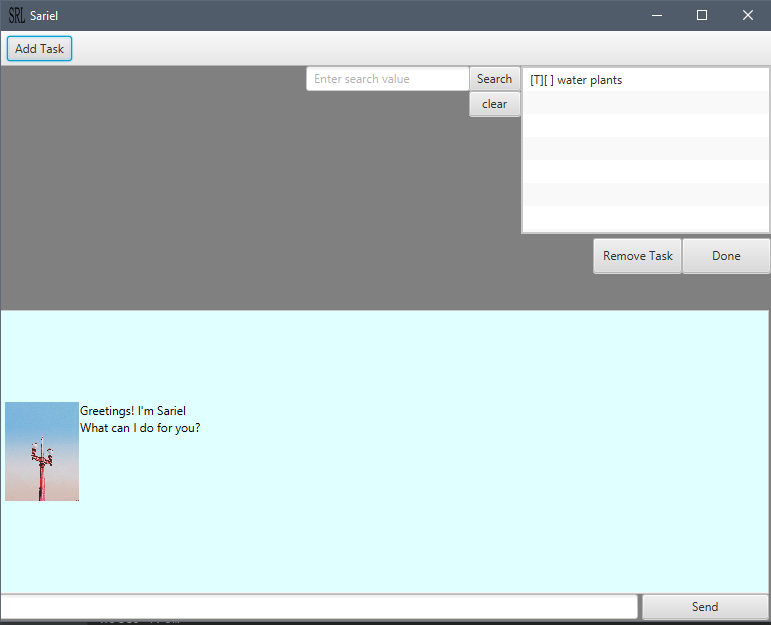 SRL Sariel
Add Task
Enter search value
Search
clear
[T][ ] water plants
Remove Task
Done
Greetings! I'm Sariel
What can I do for you?
Send